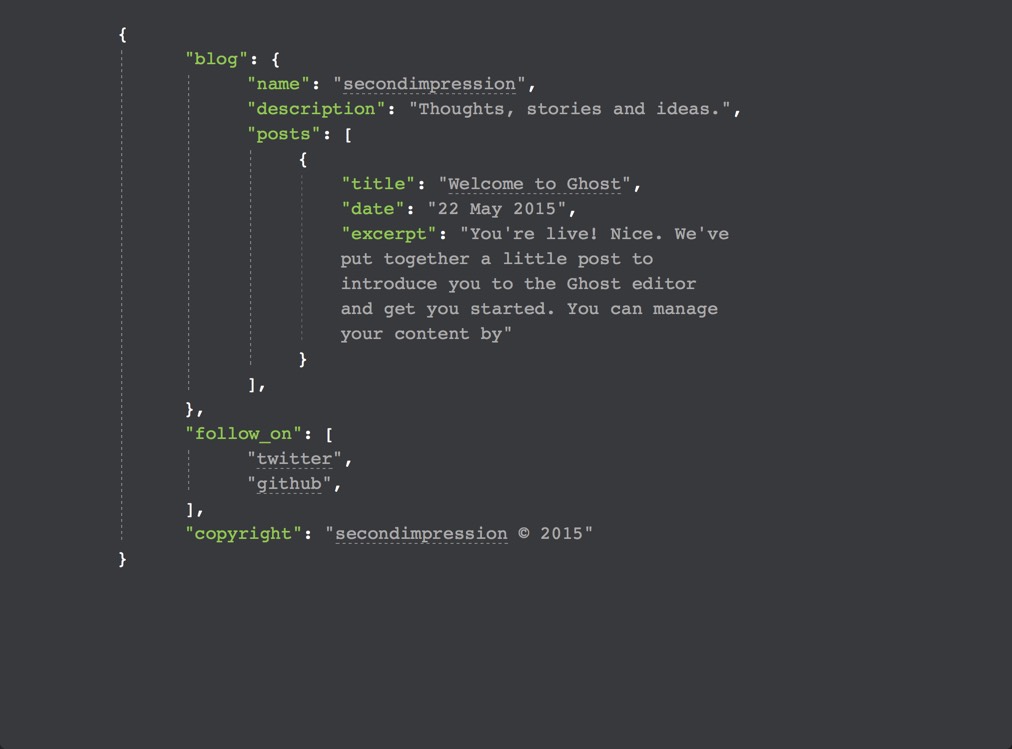 {
"blog": {
"name": "secondimpression",
"description": "Thoughts, stories and ideas.",
"posts": [
{
"title": "Welcome to Ghost",
"date": "22 May 2015",
"excerpt": "You're live! Nice. We've
put together a little post to
introduce you to the Ghost editor
and get you started. You can manage
your content by"
}
],
},
"follow_on": [
"twitter",
"github",
],
"copyright": "secondimpression © 2015"
}